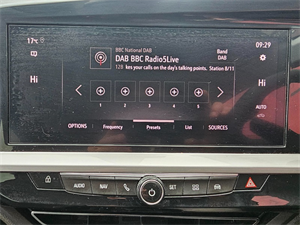 17°c
BBC National DAB
DAB BBC Radio5Live
128 kes your calls on the day's talking points. Station 8/11
Band
DAB
09:29
Hi
Hi
AUTO
1 2 3 4 5
OPTIONS Frequency Presets List SOURCES
AUDIO NAV SET